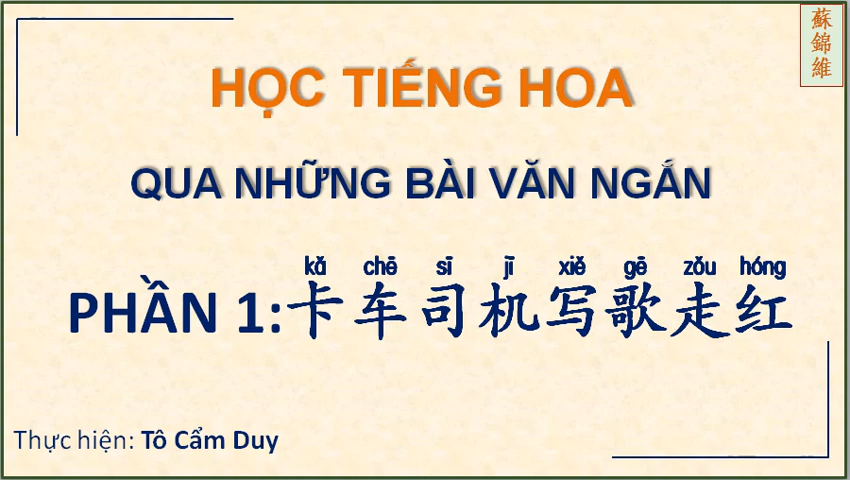 蘇錦維
HỌC TIẾNG HOA
QUA NHỮNG BÀI VĂN NGẮN
kǎ chē sī jī xiě gē zǒu hóng
PHẦN 1:卡车司机写歌走红
Thực hiện: Tô Cẩm Duy